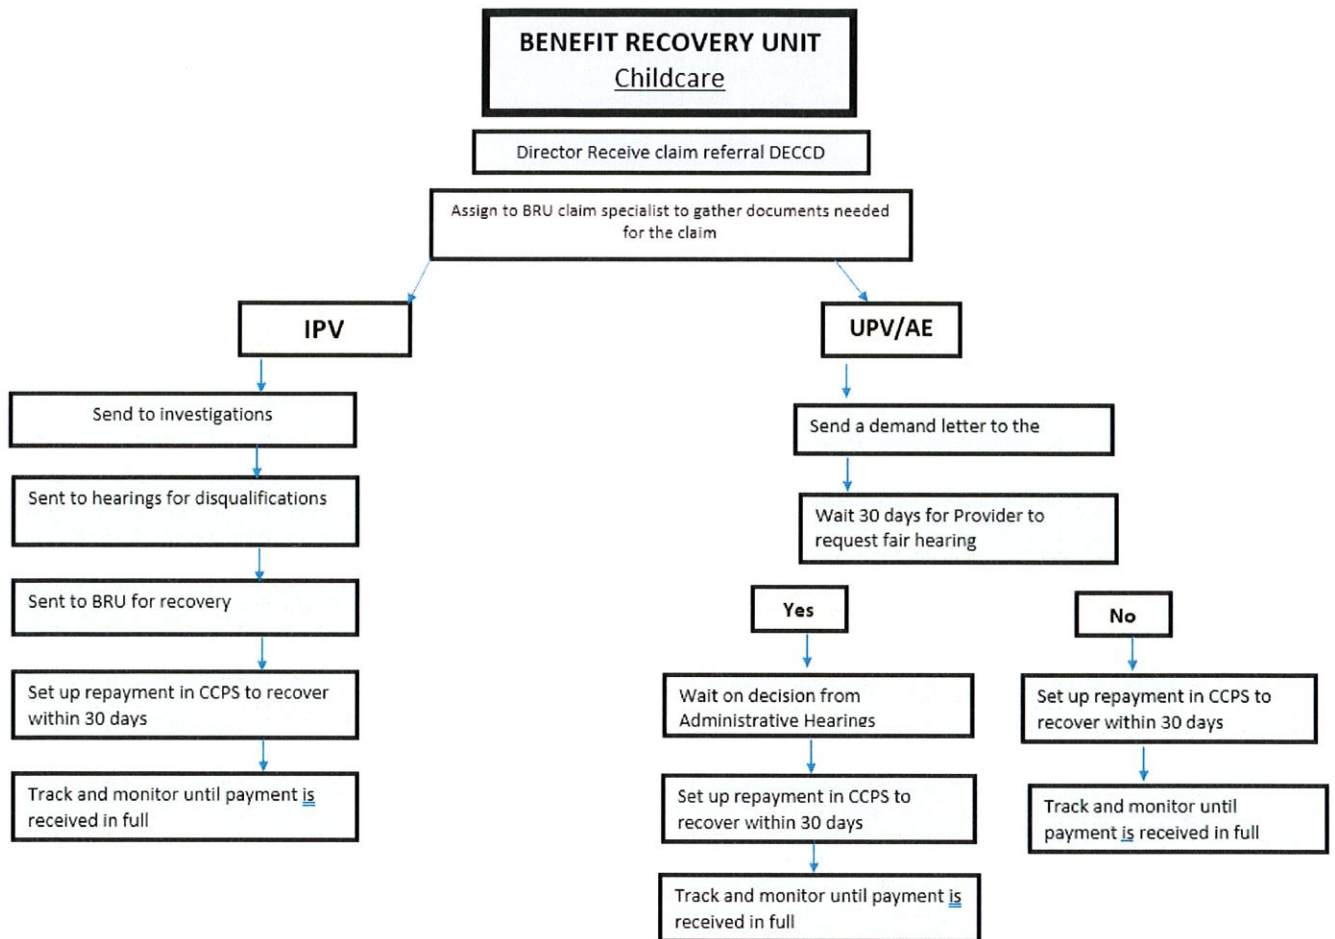 BENEFIT RECOVERY UNIT
Childcare
Director Receive claim referral DECCD
Assign to BRU claim specialist to gather documents needed
for the claim
IPV
Send to investigations
Sent to hearings for disqualifications
Sent to BRU for recovery
Set up repayment in CCPS to recover
within 30 days
Track and monitor until payment is
received in full
UPV/AE
Send a demand letter to the
Wait 30 days for Provider to
request fair hearing
Yes
Wait on decision from
Administrative Hearings
Set up repayment in CCPS to
recover within 30 days
Track and monitor until payment is
received in full
No
Set up repayment in CCPS to
recover within 30 days
Track and monitor until
payment is received in full